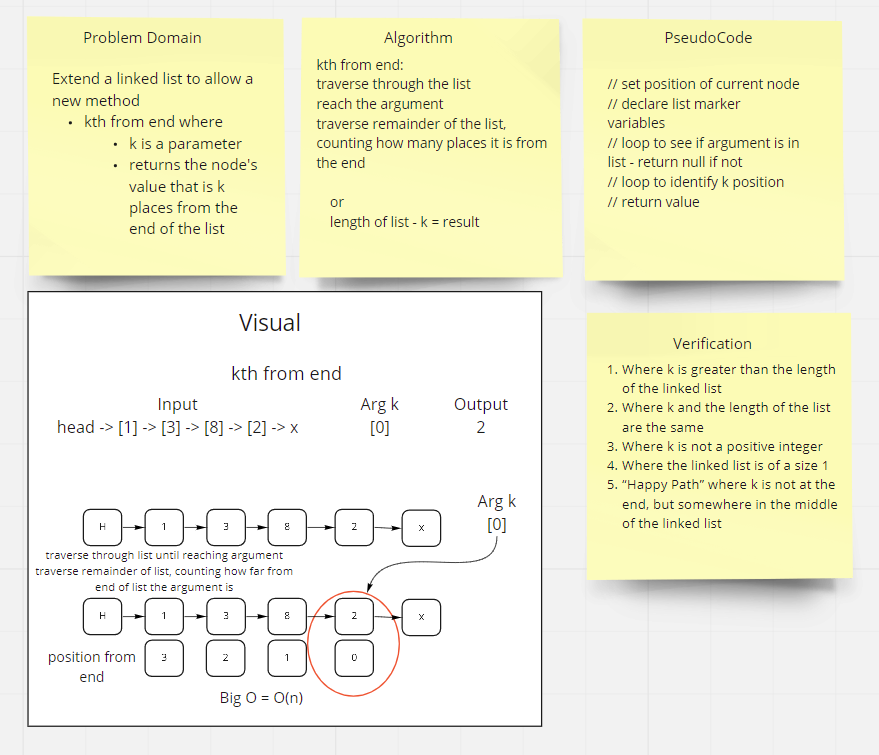 Problem Domain
Extend a linked list to allow a
new method
• kth from end where
• k is a parameter
• returns the node's
value that is k
places from the
end of the list
Algorithm
kth from end:
traverse through the list
reach the argument
traverse remainder of the list,
counting how many places it is from
the end
or
length of list - k = result
PseudoCode
// set position of current node
// declare list marker
variables
// loop to see if argument is in
list - return null if not
// loop to identify k position
// return value
Visual
kth from end
Input Arg k Output
head -> [1] -> [3] -> [8] -> [2] -> x [0] 2
Arg k
[0]
H 1 3 8 2 x
traverse through list until reaching argument
traverse remainder of list, counting how far from
end of list the argument is
H 1 3 8 2 x
position from
end
3 2 1 0
Big O = O(n)
Verification
1. Where k is greater than the length
of the linked list
2. Where k and the length of the list
are the same
3. Where k is not a positive integer
4. Where the linked list is of a size 1
5. “Happy Path” where k is not at the
end, but somewhere in the middle
of the linked list